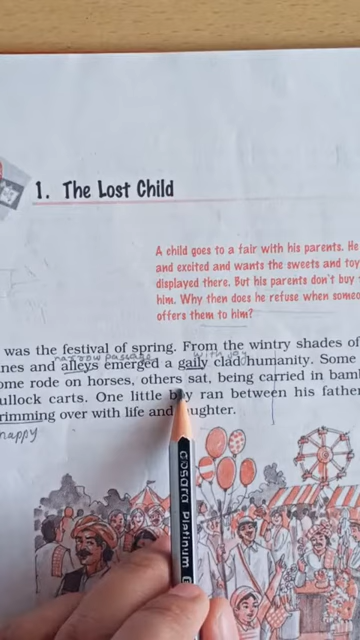 1. The Lost Child
A child goes to a fair with his parents. He
and excited and wants the sweets and toy
displayed there. But his parents don't buy
him. Why then does he refuse when someo
offers them to him?
was the festival of spring. From the wintry shades of
narrow passage with joy
nes and alleys emerged a gaily clad humanity. Some
ome rode on horses, others sat, being carried in bamb
ullock carts. One little boy ran between his father
rimming over with life and laughter.
happy
apsara Platinum